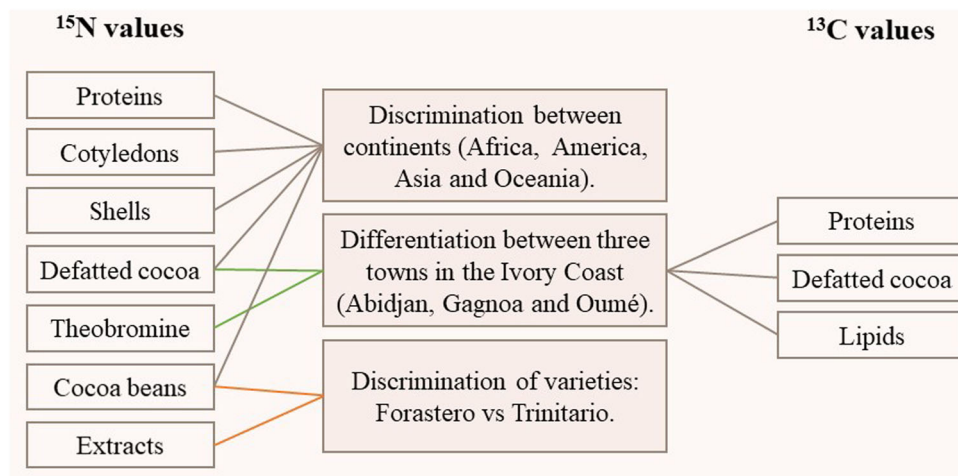 ¹⁵N values
Proteins
Cotyledons
Shells
Defatted cocoa
Theobromine
Cocoa beans
Extracts
Discrimination between
continents (Africa, America,
Asia and Oceania).
Differentiation between three
towns in the Ivory Coast
(Abidjan, Gagnoa and Oumé).
Discrimination of varieties:
Forastero vs Trinitario.
¹³C values
Proteins
Defatted cocoa
Lipids